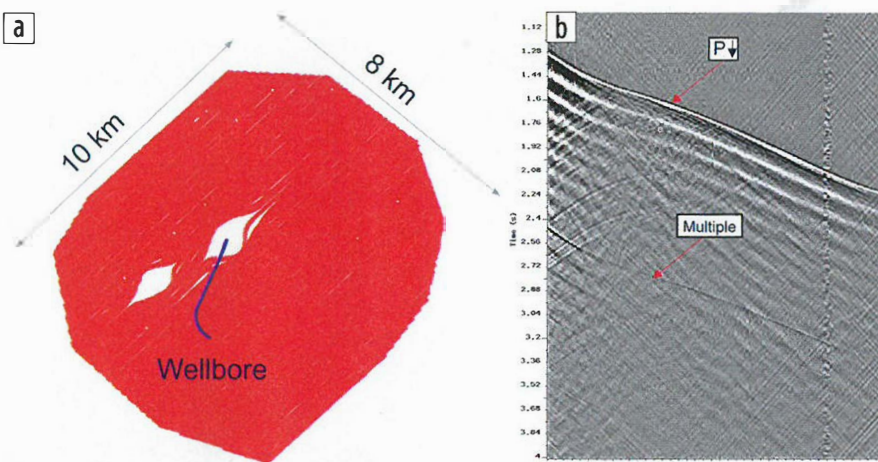 a
10 km
8 km
Wellbore
b
P↓
Multiple
Time (s)
1.12
1.28
1.44
1.6
1.76
1.92
2.08
2.24
2.4
2.56
2.72
2.88
3.04
3.2
3.36
3.52
3.68
3.84
4